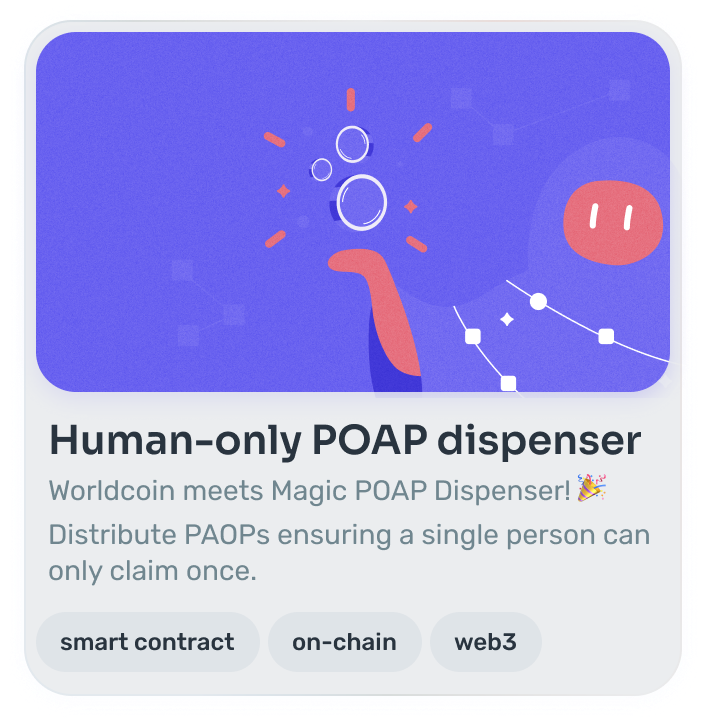 Human-only POAP dispenser
Worldcoin meets Magic POAP Dispenser! 🎉
Distribute PAOPs ensuring a single person can
only claim once.
smart contract on-chain web3